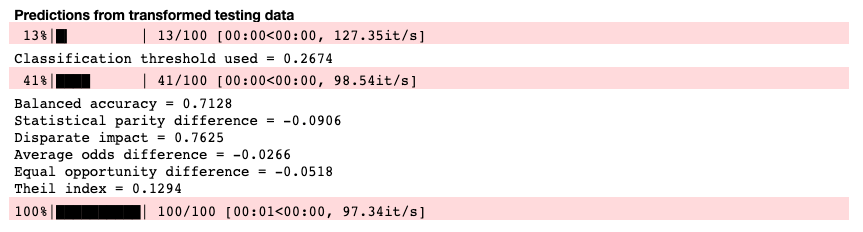 Predictions from transformed testing data
13%|█ | 13/100 [00:00<00:00, 127.35it/s]
Classification threshold used = 0.2674
41%|████ | 41/100 [00:00<00:00, 98.54it/s]
Balanced accuracy = 0.7128
Statistical parity difference = -0.0906
Disparate impact = 0.7625
Average odds difference = -0.0266
Equal opportunity difference = -0.0518
Theil index = 0.1294
100%|██████████| 100/100 [00:01<00:00, 97.34it/s]